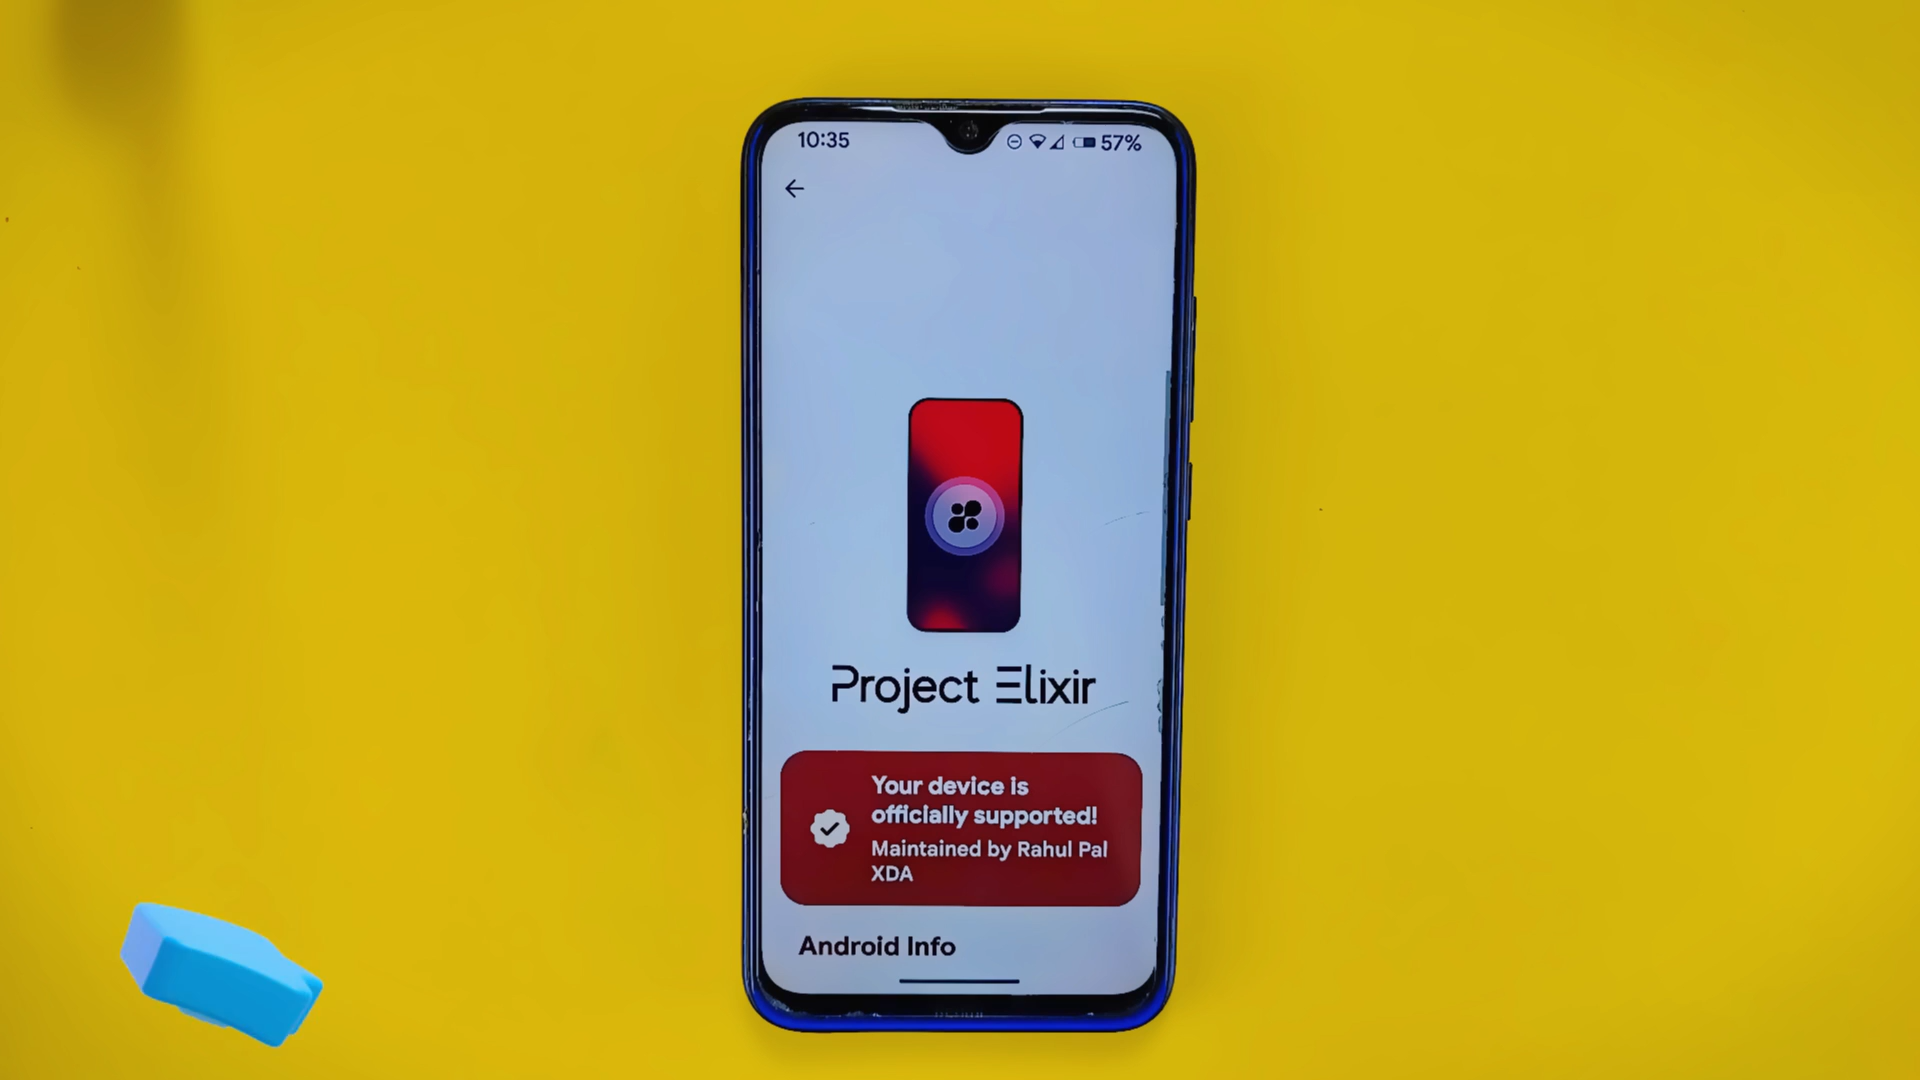 10:35
57%
Project Elixir
Your device is
officially supported!
Maintained by Rahul Pal
XDA
Android Info